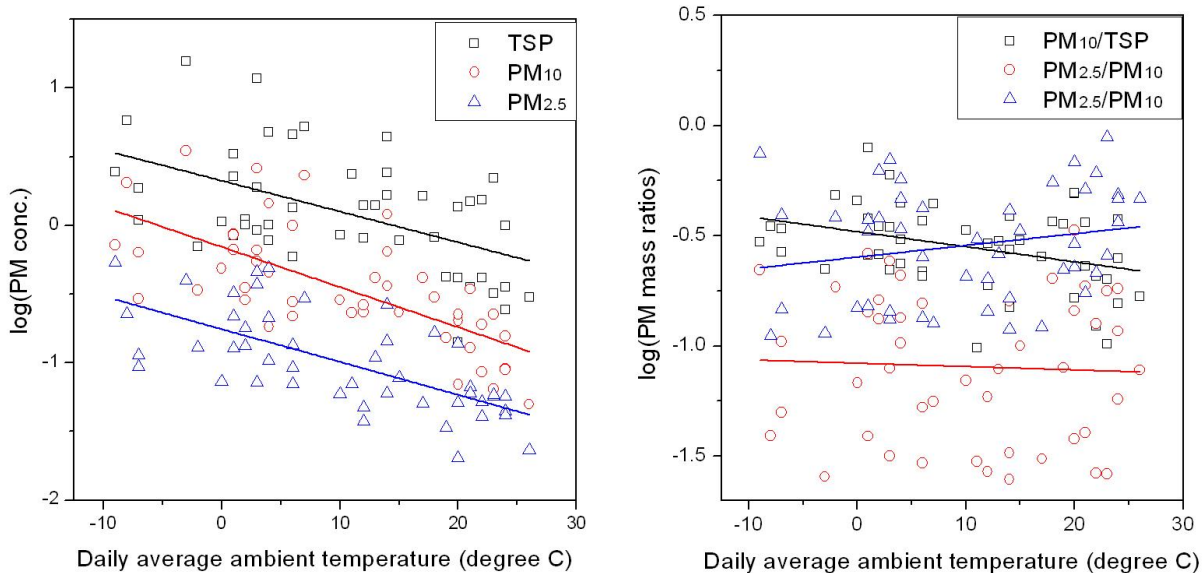 TSP
PM10
PM2.5
1
0
-1
-2
-10
0
10
20
30
log(PM conc.)
Daily average ambient temperature (degree C)
PM10/TSP
PM2.5/PM10
PM2.5/PM10
0.5
0.0
-0.5
-1.0
-1.5
-10
0
10
20
30
log(PM mass ratios)
Daily average ambient temperature (degree C)